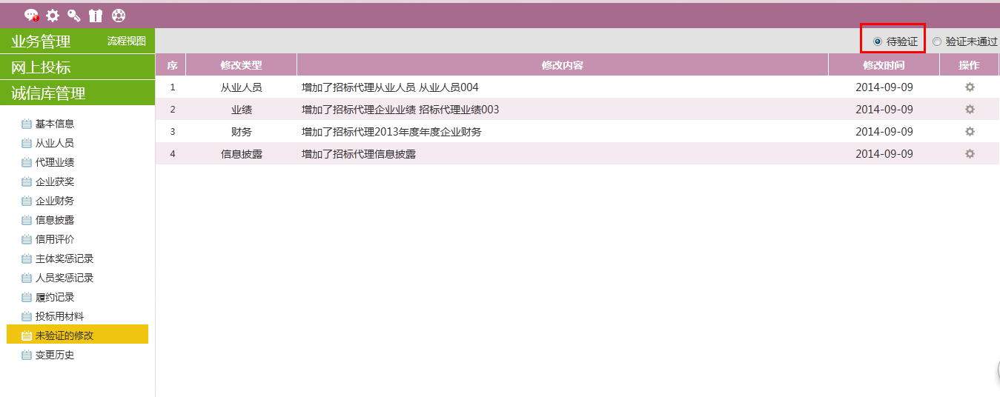 业务管理 流程视图
网上投标
诚信库管理
基本信息
从业人员
代理业绩
企业获奖
企业财务
信息披露
信用评价
主体奖惩记录
人员奖惩记录
履约记录
投标用材料
未验证的修改
变更历史
待验证 验证未通过
序 修改类型 修改内容 修改时间 操作
1 从业人员 增加了招标代理从业人员 从业人员004 2014-09-09
2 业绩 增加了招标代理企业业绩 招标代理业绩003 2014-09-09
3 财务 增加了招标代理2013年度年度企业财务 2014-09-09
4 信息披露 增加了招标代理信息披露 2014-09-09